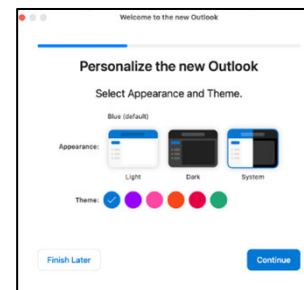 Welcome to the new Outlook
Personalize the new Outlook
Select Appearance and Theme.
Blue (default)
Appearance:
Light Dark System
Theme:
Finish Later Continue